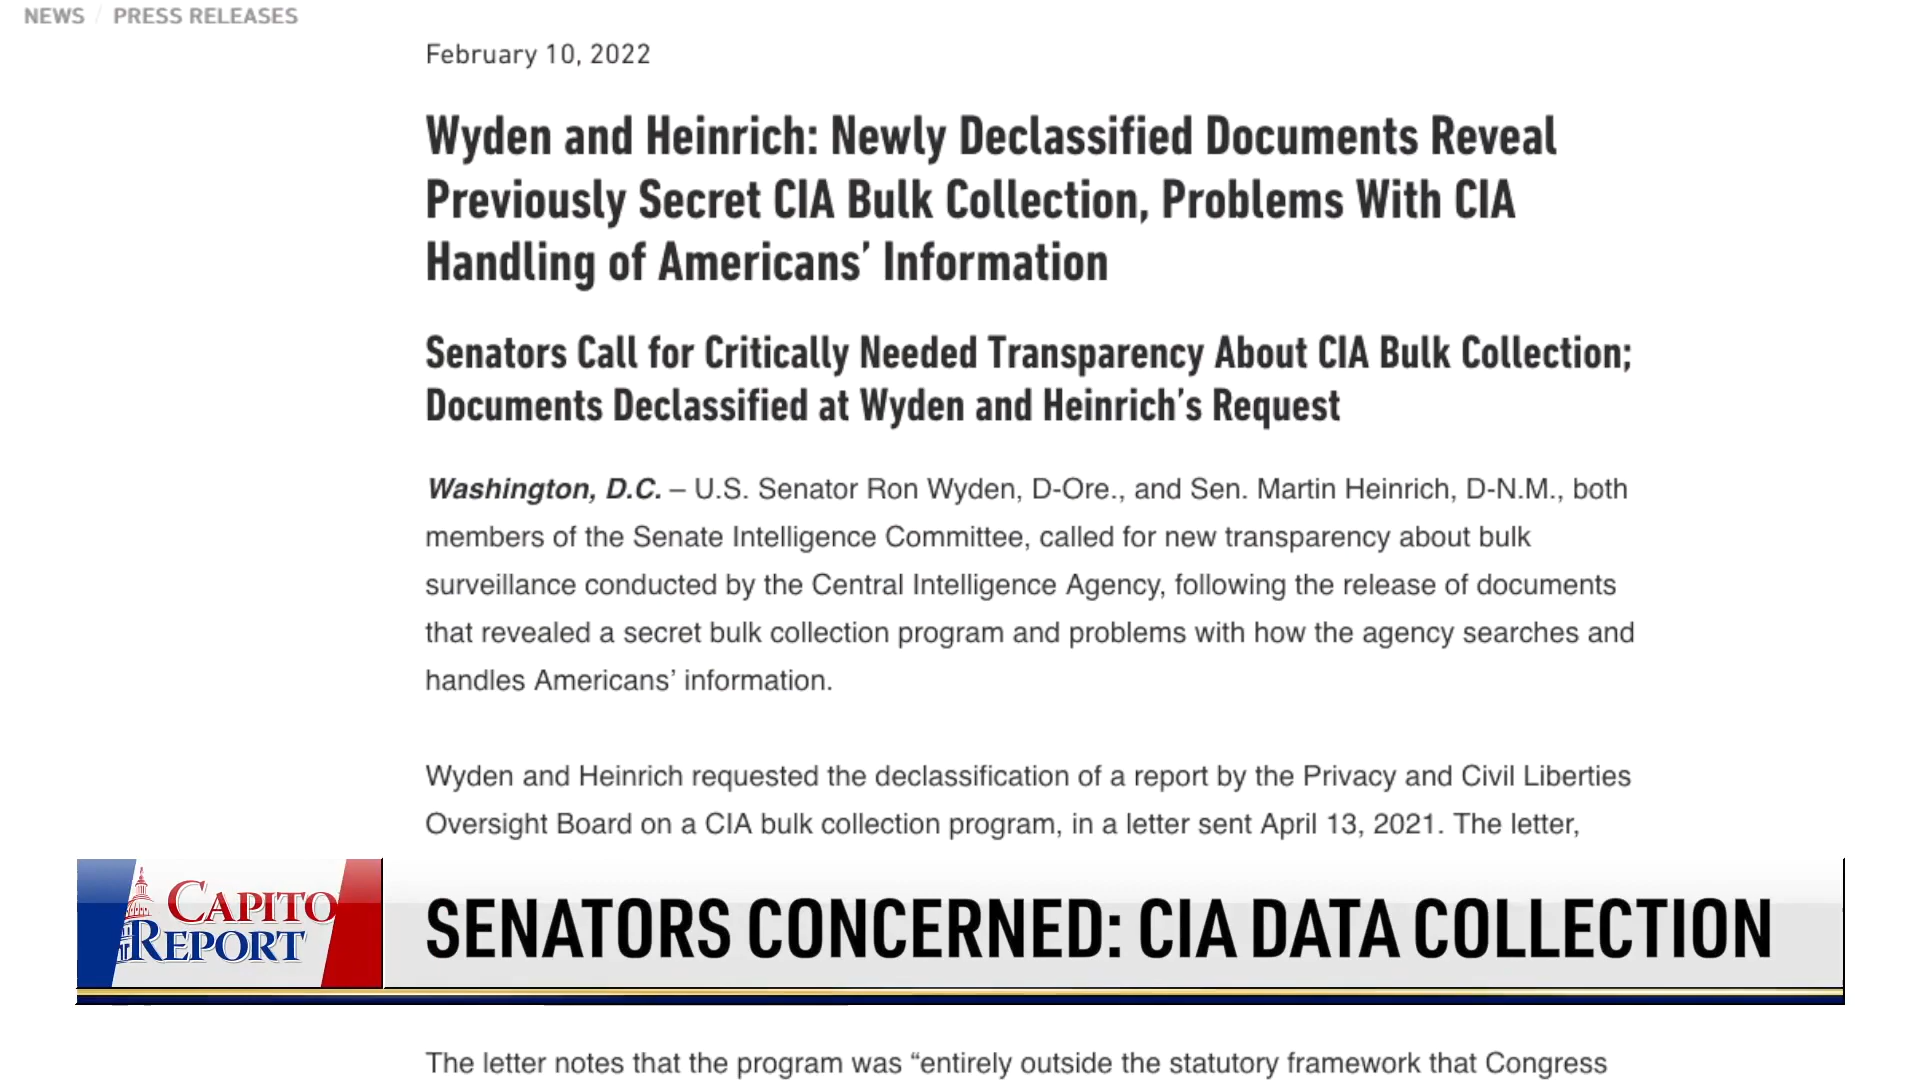 NEWS / PRESS RELEASES
February 10, 2022
Wyden and Heinrich: Newly Declassified Documents Reveal
Previously Secret CIA Bulk Collection, Problems With CIA
Handling of Americans’ Information
Senators Call for Critically Needed Transparency About CIA Bulk Collection;
Documents Declassified at Wyden and Heinrich’s Request
Washington, D.C. – U.S. Senator Ron Wyden, D-Ore., and Sen. Martin Heinrich, D-N.M., both
members of the Senate Intelligence Committee, called for new transparency about bulk
surveillance conducted by the Central Intelligence Agency, following the release of documents
that revealed a secret bulk collection program and problems with how the agency searches and
handles Americans’ information.
Wyden and Heinrich requested the declassification of a report by the Privacy and Civil Liberties
Oversight Board on a CIA bulk collection program, in a letter sent April 13, 2021. The letter,
CAPITO
REPORT
SENATORS CONCERNED: CIA DATA COLLECTION
The letter notes that the program was “entirely outside the statutory framework that Congress